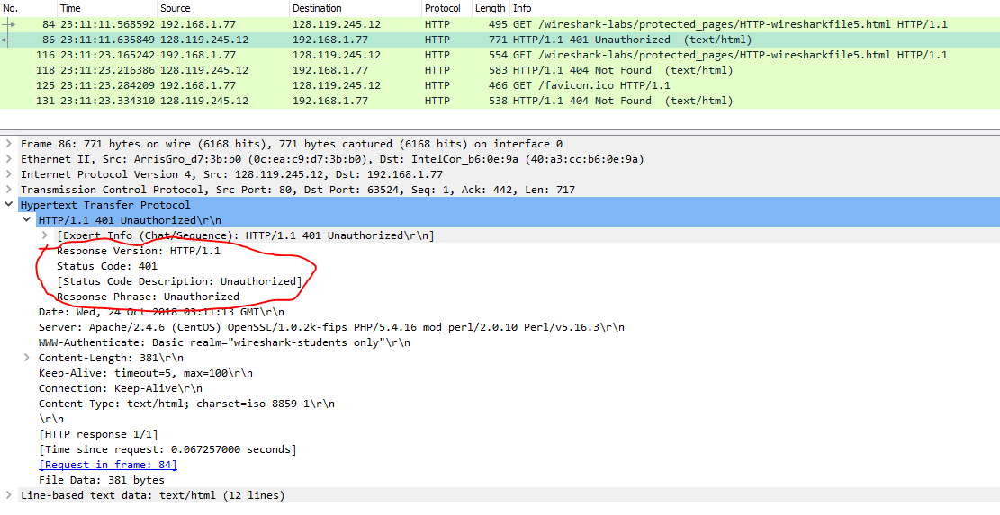 No. Time Source Destination Protocol Length Info
84 23:11:11.568592 192.168.1.77 128.119.245.12 HTTP 495 GET /wireshark-labs/protected_pages/HTTP-wiresharkfile5.html HTTP/1.1
86 23:11:11.635849 128.119.245.12 192.168.1.77 HTTP 771 HTTP/1.1 401 Unauthorized (text/html)
116 23:11:23.165242 192.168.1.77 128.119.245.12 HTTP 554 GET /wireshark-labs/protected_pages/HTTP-wiresharkfile5.html HTTP/1.1
118 23:11:23.216386 128.119.245.12 192.168.1.77 HTTP 583 HTTP/1.1 404 Not Found (text/html)
125 23:11:23.284209 192.168.1.77 128.119.245.12 HTTP 466 GET /favicon.ico HTTP/1.1
131 23:11:23.334310 128.119.245.12 192.168.1.77 HTTP 538 HTTP/1.1 404 Not Found (text/html)
Frame 86: 771 bytes on wire (6168 bits), 771 bytes captured (6168 bits) on interface 0
Ethernet II, Src: ArrisGro_d7:3b:b0 (0c:ea:c9:d7:3b:b0), Dst: IntelCor_b6:0e:9a (40:a3:cc:b6:0e:9a)
Internet Protocol Version 4, Src: 128.119.245.12, Dst: 192.168.1.77
Transmission Control Protocol, Src Port: 80, Dst Port: 63524, Seq: 1, Ack: 442, Len: 717
Hypertext Transfer Protocol
HTTP/1.1 401 Unauthorized\r\n
[Expert Info (Chat/Sequence): HTTP/1.1 401 Unauthorized\r\n]
Response Version: HTTP/1.1
Status Code: 401
[Status Code Description: Unauthorized]
Response Phrase: Unauthorized
Date: Wed, 24 Oct 2018 03:11:13 GMT\r\n
Server: Apache/2.4.6 (CentOS) OpenSSL/1.0.2k-fips PHP/5.4.16 mod_perl/2.0.10 Perl/v5.16.3\r\n
WWW-Authenticate: Basic realm="wireshark-students only"\r\n
Content-Length: 381\r\n
Keep-Alive: timeout=5, max=100\r\n
Connection: Keep-Alive\r\n
Content-Type: text/html; charset=iso-8859-1\r\n
\r\n
[HTTP response 1/1]
[Time since request: 0.067257000 seconds]
[Request in frame: 84]
File Data: 381 bytes
Line-based text data: text/html (12 lines)